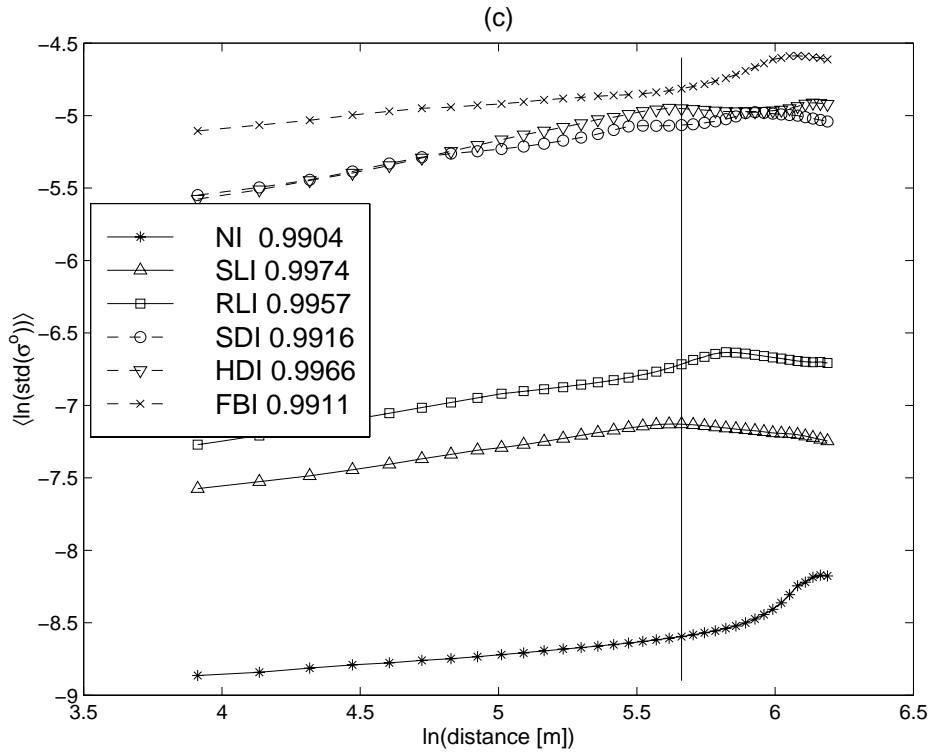 (c)
-4.5
-5
-5.5
-6
-6.5
-7
-7.5
-8
-8.5
-9
⟨ln(std(σ°))⟩
NI 0.9904
SLI 0.9974
RLI 0.9957
SDI 0.9916
HDI 0.9966
FBI 0.9911
3.5 4 4.5 5 5.5 6 6.5
ln(distance [m])